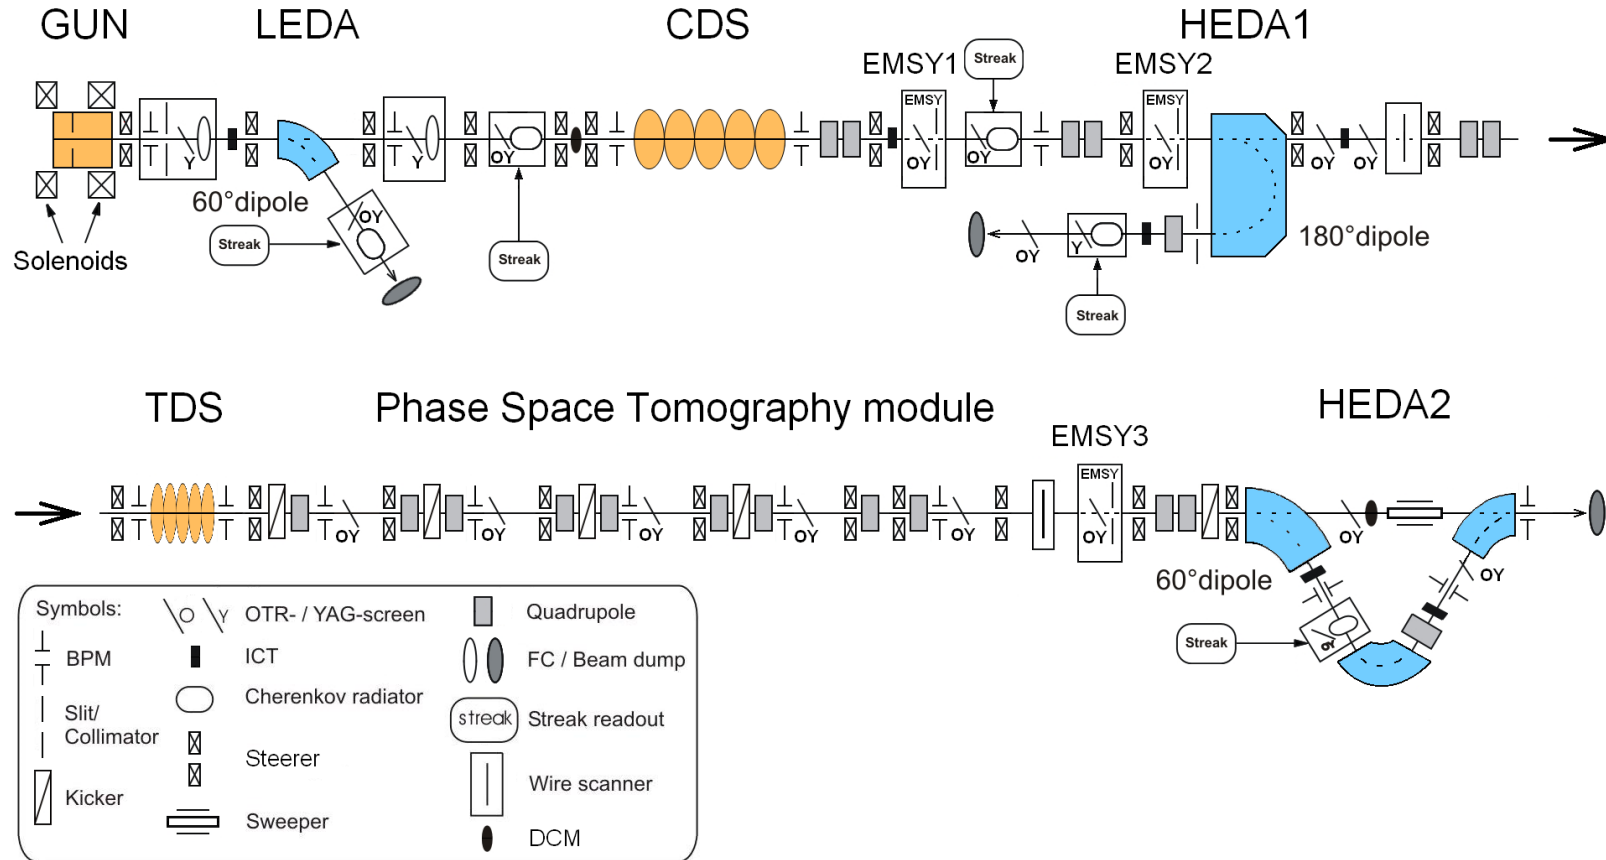 GUN LEDA CDS HEDA1
EMSY1 Streak EMSY2
EMSY EMSY
Y Y OY OY OY OY OY OY
60°dipole OY
Streak Streak
Solenoids
Y OY 180°dipole
Streak
TDS Phase Space Tomography module HEDA2
EMSY3
EMSY
OY OY OY OY OY OY OY
60°dipole OY
Streak OY
Symbols:
OTR- / YAG-screen
O Y
Quadrupole
BPM
ICT
FC / Beam dump
Cherenkov radiator
Slit/
Collimator
streak Streak readout
Steerer
Kicker
Wire scanner
Sweeper
DCM